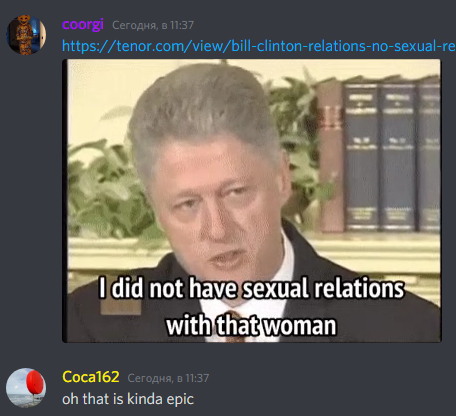 coorgi Сегодня, в 11:37
https://tenor.com/view/bill-clinton-relations-no-sexual-re
I did not have sexual relations
with that woman
Coca162 Сегодня, в 11:37
oh that is kinda epic